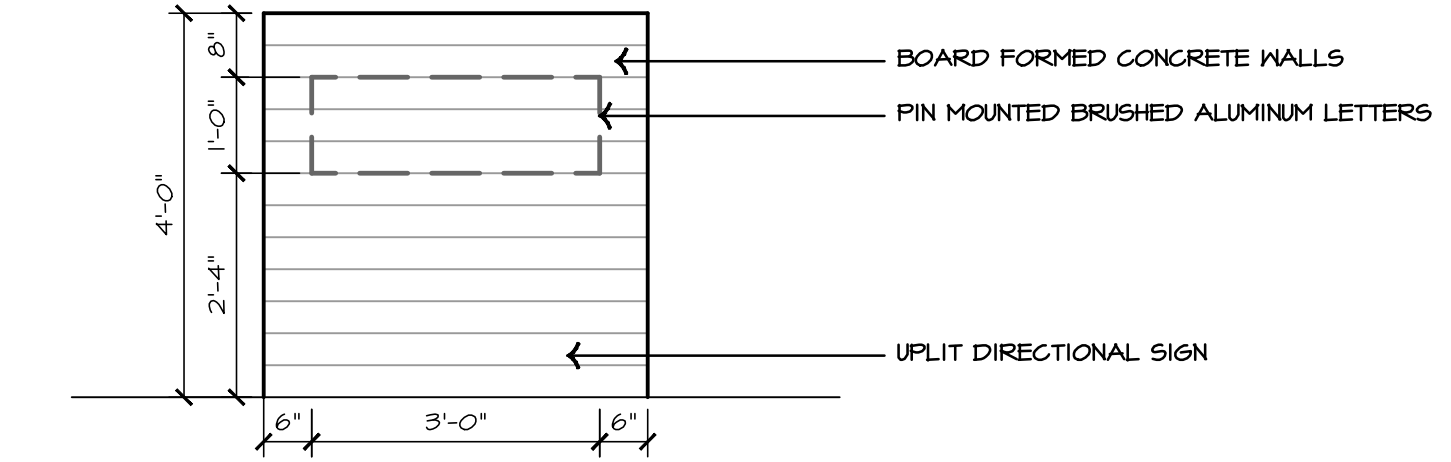 8"
BOARD FORMED CONCRETE WALLS
PIN MOUNTED BRUSHED ALUMINUM LETTERS
1'-0"
4'-0"
2'-4"
UPLIT DIRECTIONAL SIGN
6" 3'-0" 6"